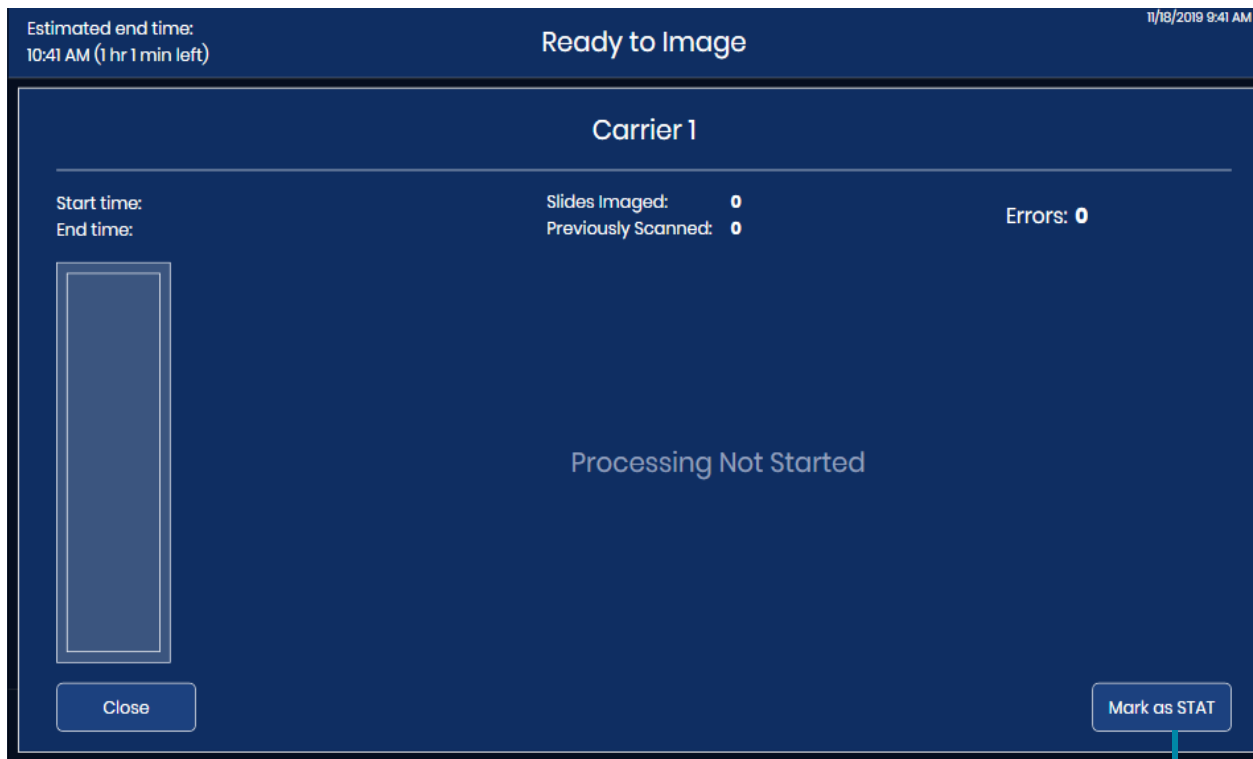 Estimated end time:
10:41 AM (1 hr 1 min left)
Ready to Image
11/18/2019 9:41 AM
Carrier 1
Start time:
End time:
Slides Imaged: 0
Previously Scanned: 0
Errors: 0
Processing Not Started
Close
Mark as STAT